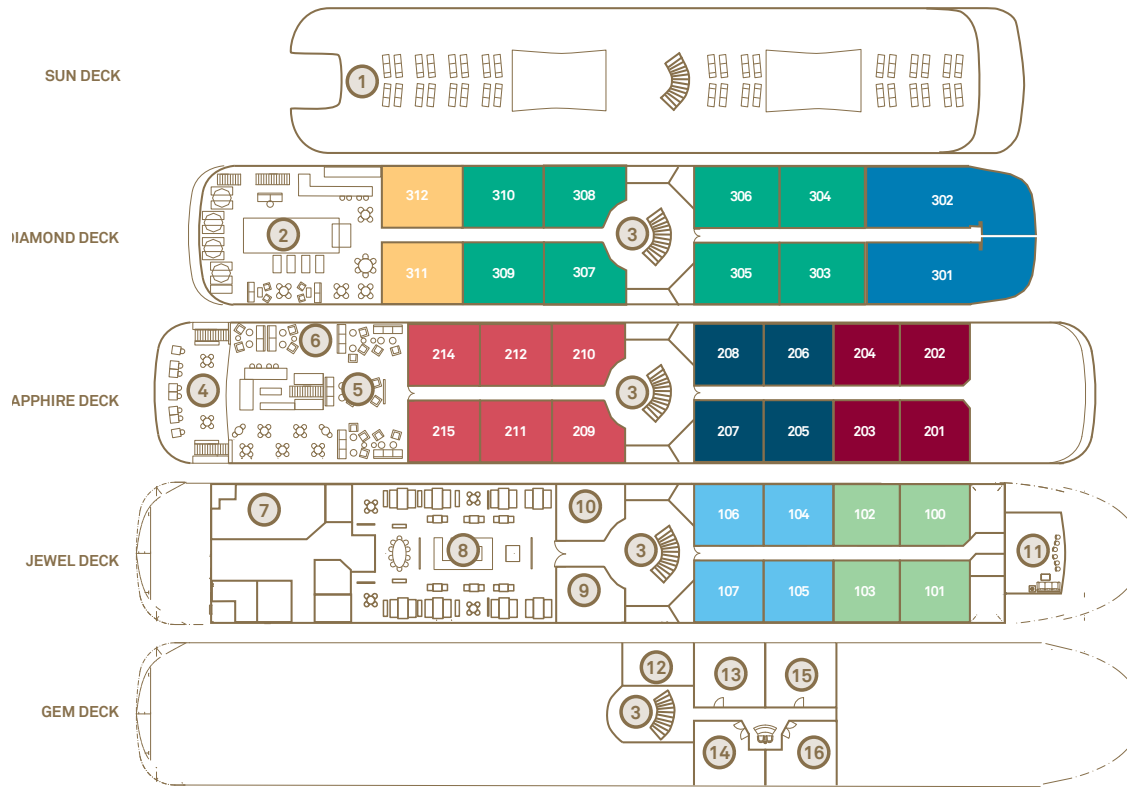 SUN DECK
1
312 310 308 306 304 302
IAMOND DECK
2 3
311 309 307 305 303 301
6
214 212 210 208 206 204 202
APPHIRE DECK
4 5 3
215 211 209 207 205 203 201
7 10
106 104 102 100
JEWEL DECK
8 3 11
9
107 105 103 101
12 13 15
GEM DECK
3
14 16